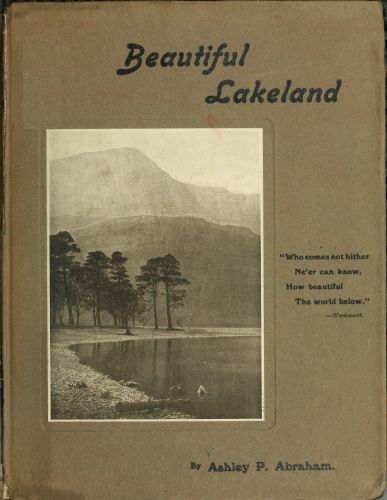 Beautiful
Lakeland
"Who comes not hither
Ne'er can know,
How beautiful
The world below."
—Wordsworth.
By Ashley P. Abraham.